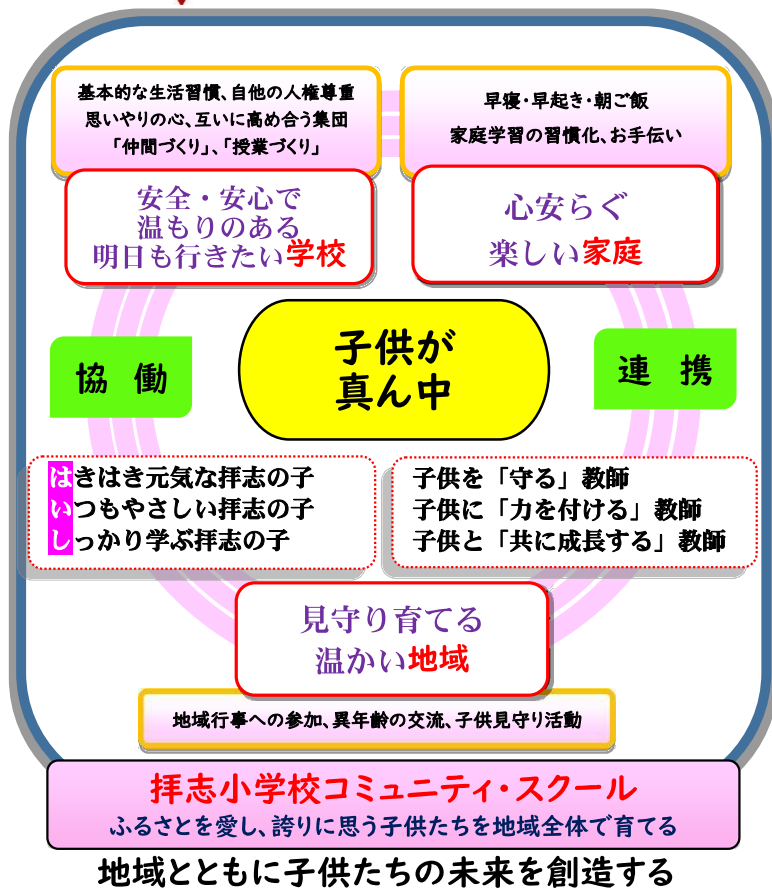 基本的な生活習慣、自他の人権尊重
思いやりの心、互いに高め合う集団
「仲間づくり」、「授業づくり」
安全・安心で
温もりのある
明日も行きたい学校
早寝・早起き・朝ご飯
家庭学習の習慣化、お手伝い
心安らぐ
楽しい家庭
協 働
子供が
真ん中
連 携
はきはき元気な拝志の子
いつもやさしい拝志の子
しっかり学ぶ拝志の子
子供を「守る」教師
子供に「力を付ける」教師
子供と「共に成長する」教師
見守り育てる
温かい地域
地域行事への参加、異年齢の交流、子供見守り活動
拝志小学校コミュニティ・スクール
ふるさとを愛し、誇りに思う子供たちを地域全体で育てる
地域とともに子供たちの未来を創造する